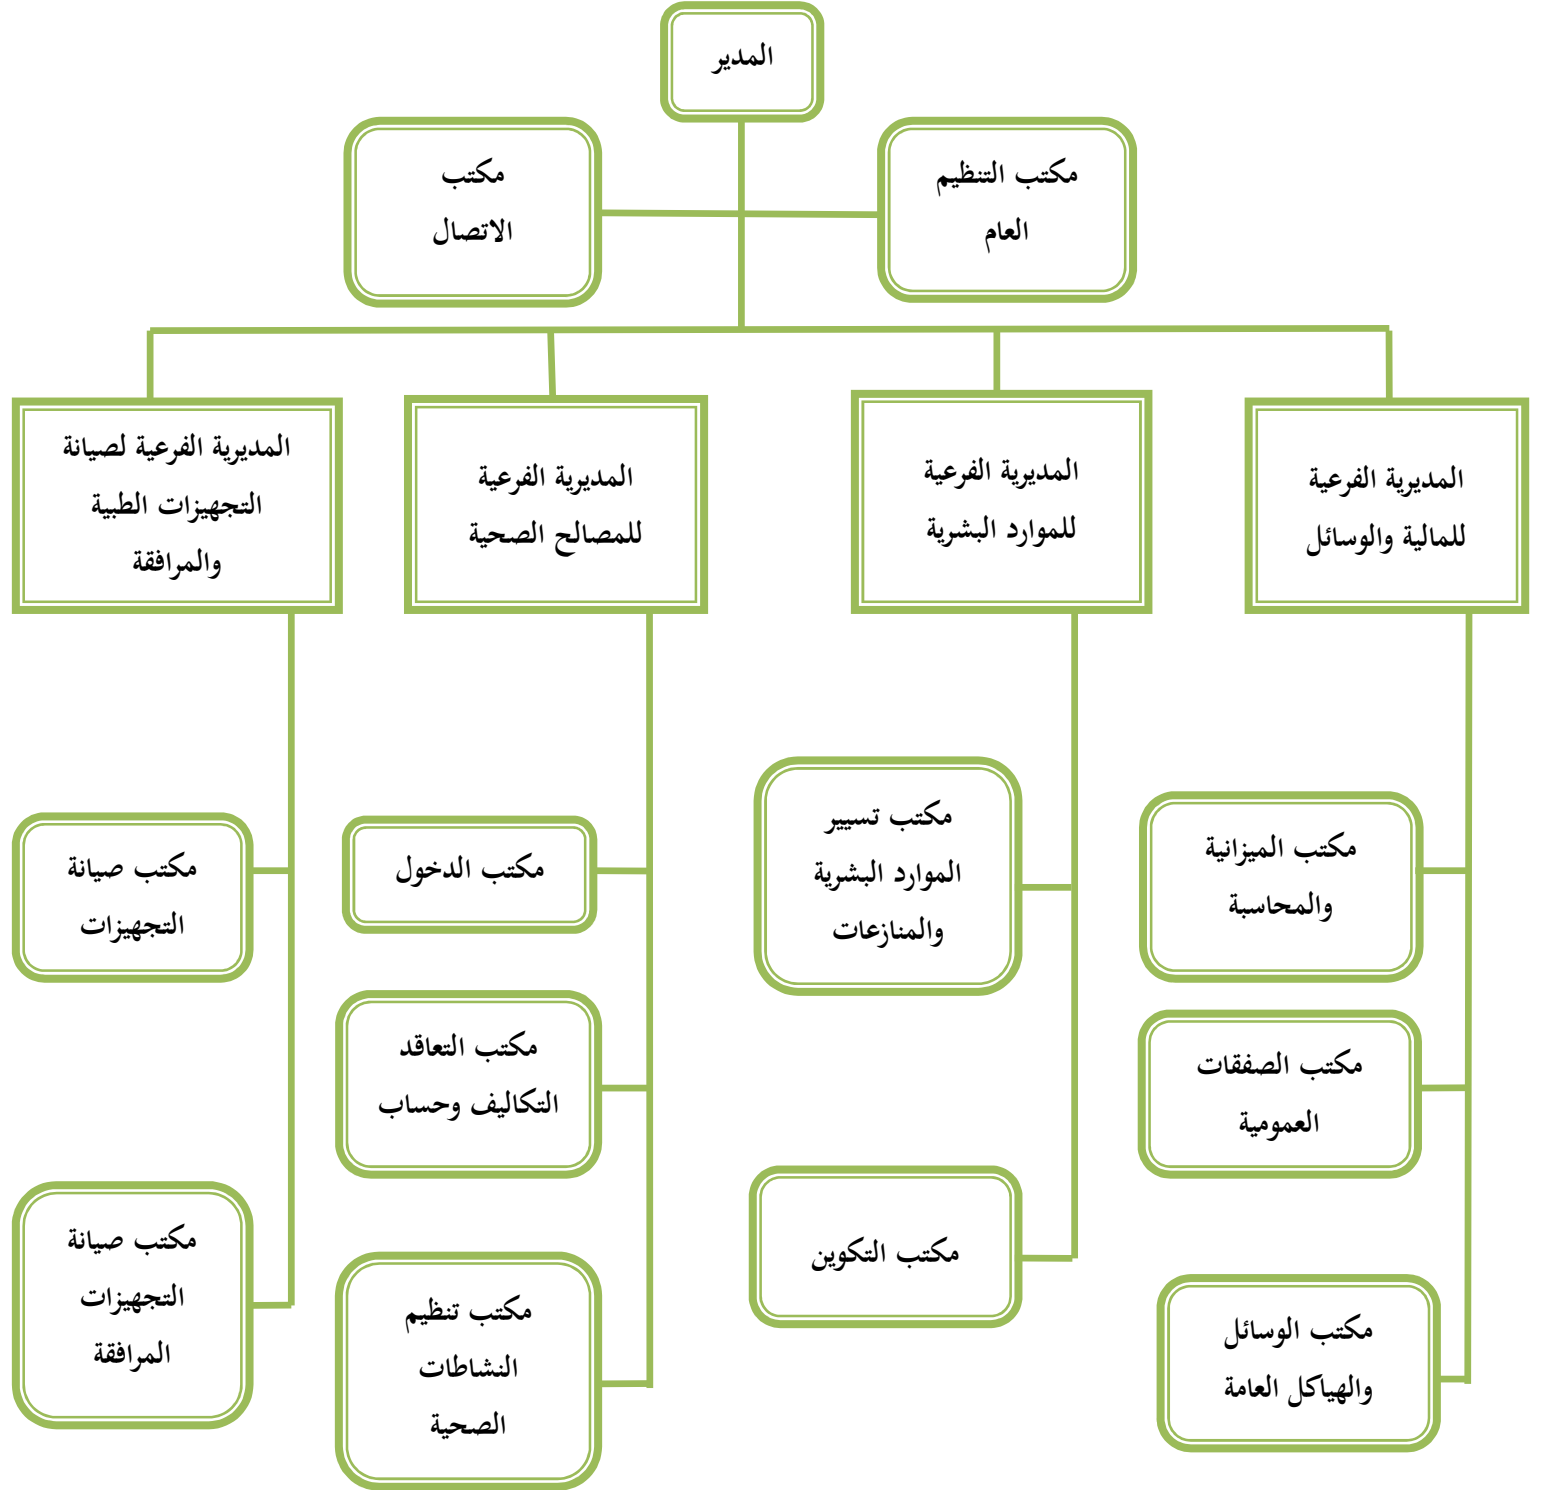 المدير
مكتب التنظيم
العام
مكتب
الاتصال
المديرية الفرعية
للمالية والوسائل
المديرية الفرعية
للموارد البشرية
المديرية الفرعية
للمصالح الصحية
المديرية الفرعية لصيانة
التجهيزات الطبية
والمرافقة
مكتب الميزانية
والمحاسبة
مكتب الصفقات
العمومية
مكتب الوسائل
والهياكل العامة
مكتب تسيير
الموارد البشرية
والمنازعات
مكتب التكوين
مكتب الدخول
مكتب التعاقد
التكاليف وحساب
مكتب تنظيم
النشاطات
الصحية
مكتب صيانة
التجهيزات
مكتب صيانة
التجهيزات
المرافقة